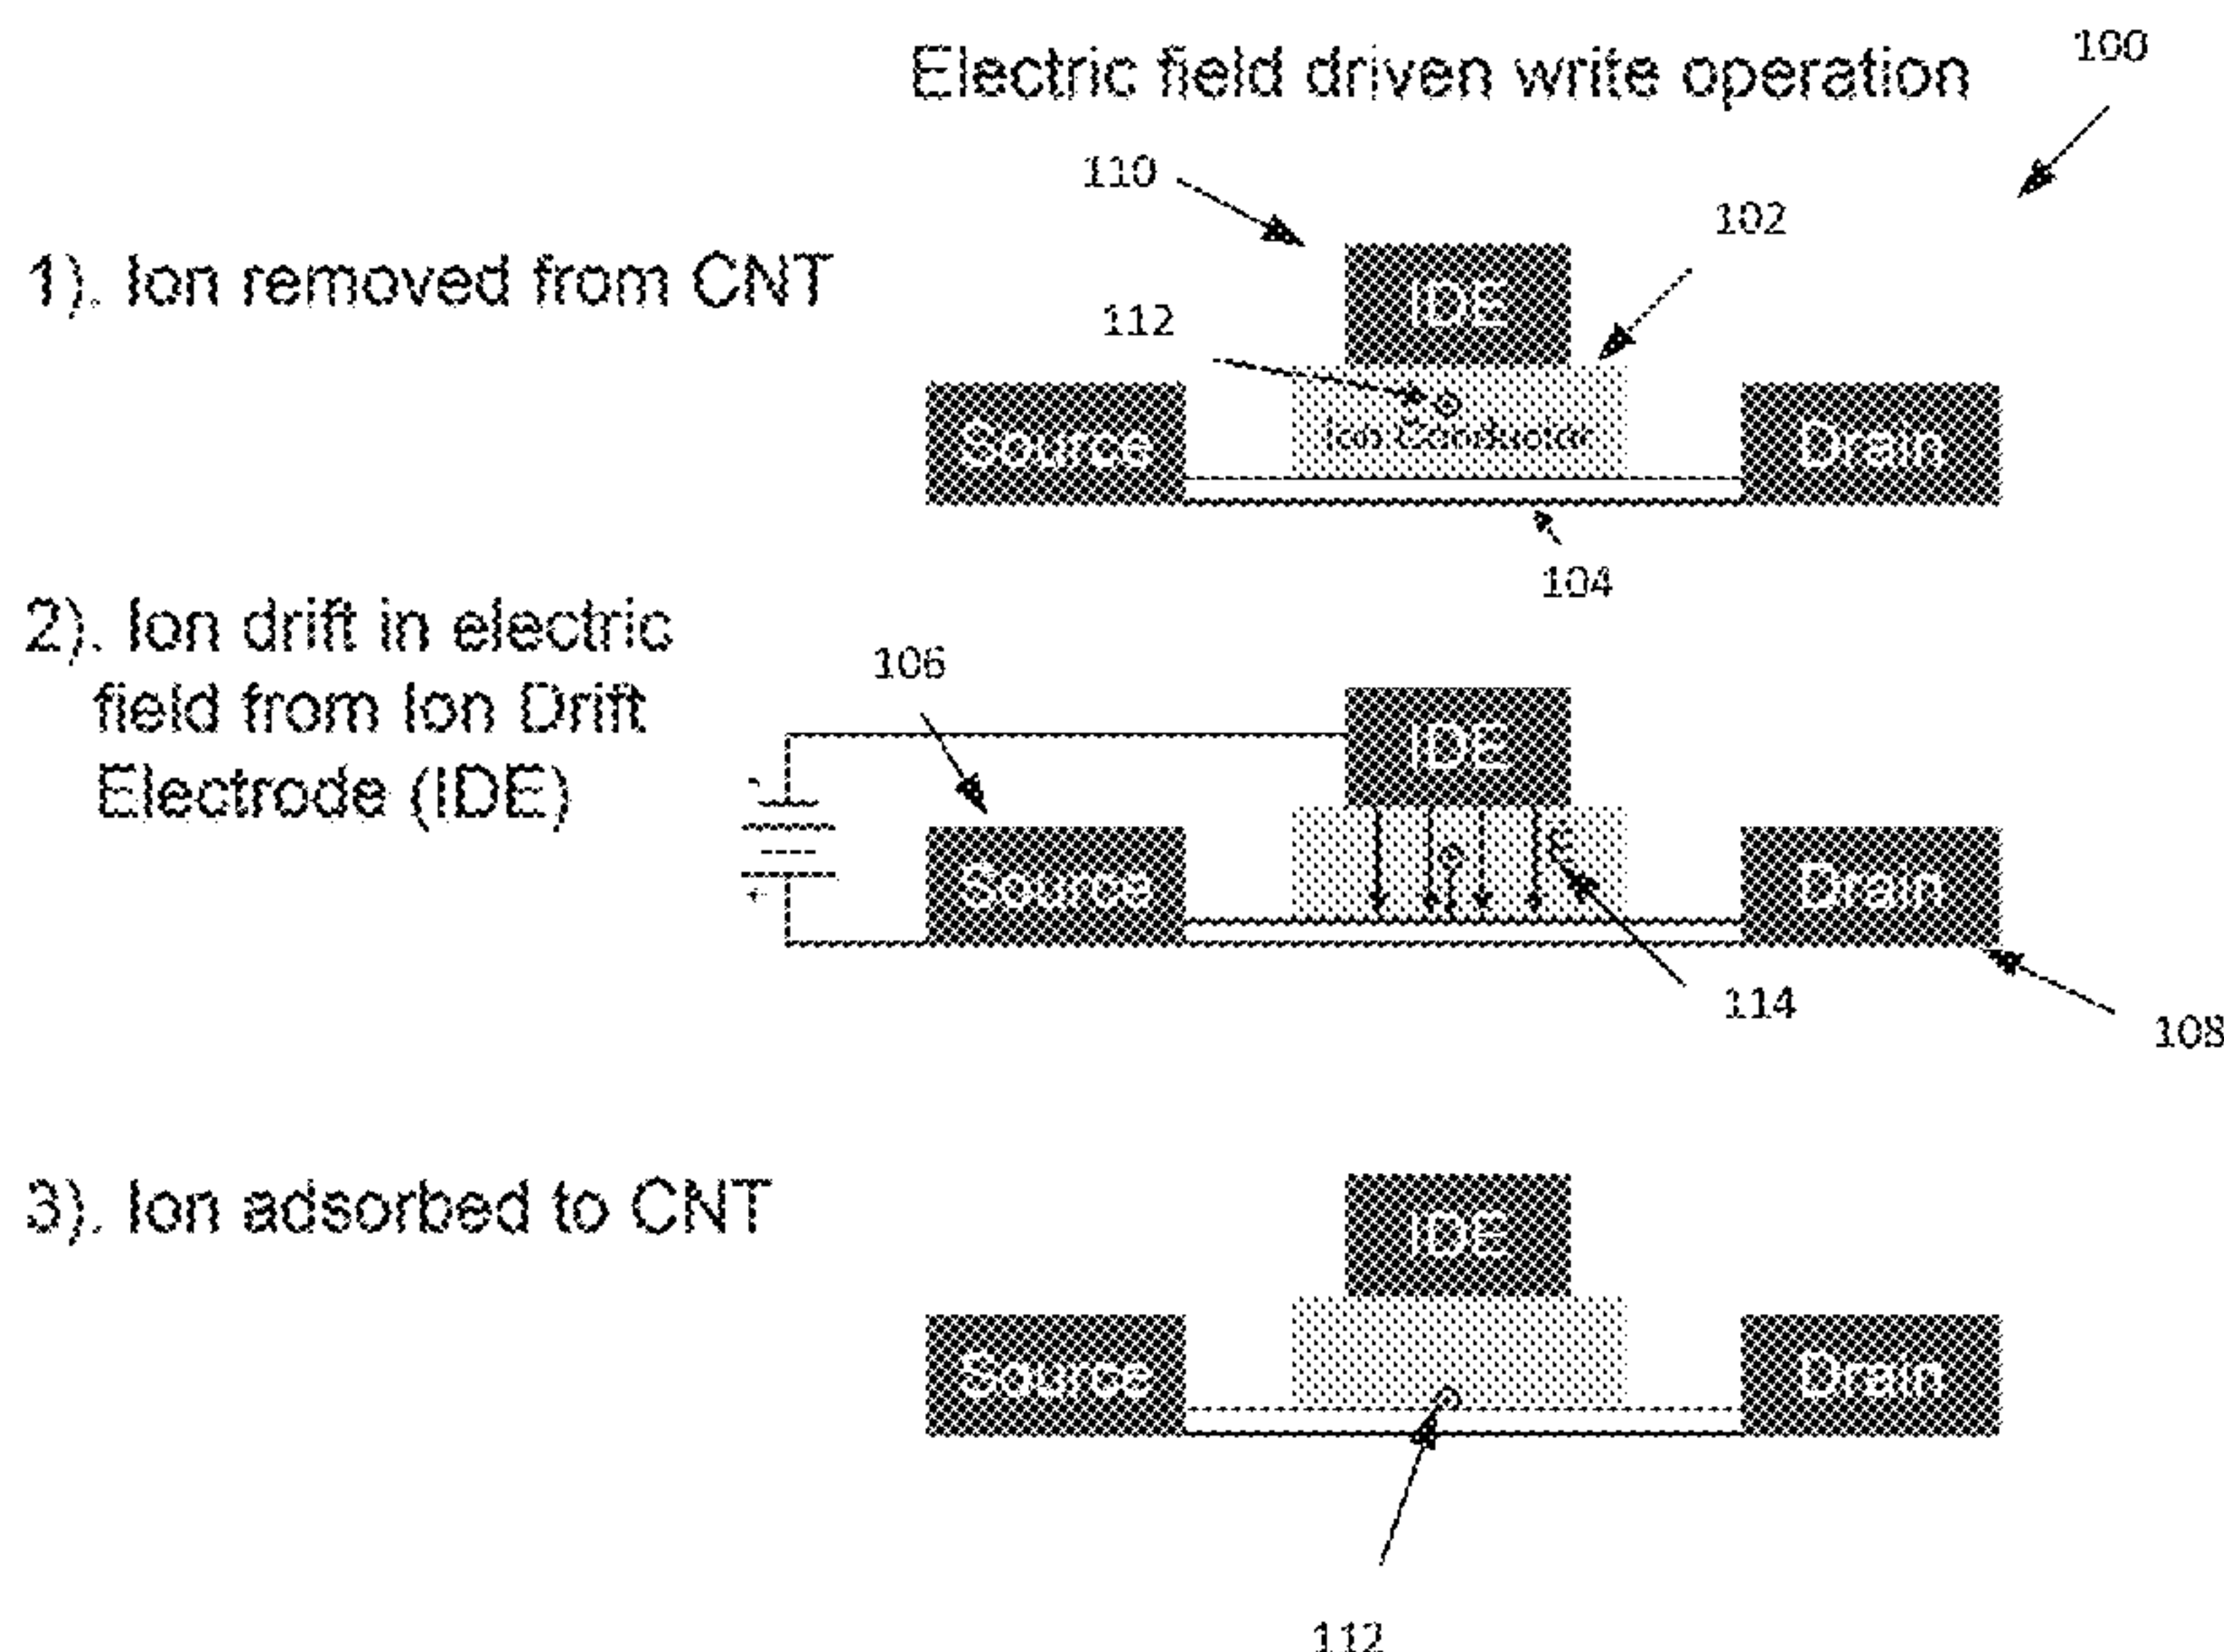 Electric field driven write operation
100
110
102
1). Ion removed from CNT
112
IDE
Source
Ion Conductor
Drain
104
2). Ion drift in electric
field from Ion Drift
Electrode (IDE)
106
IDE
-
E
Source
Drain
+
114
108
3). Ion adsorbed to CNT
IDE
Source
Drain
112